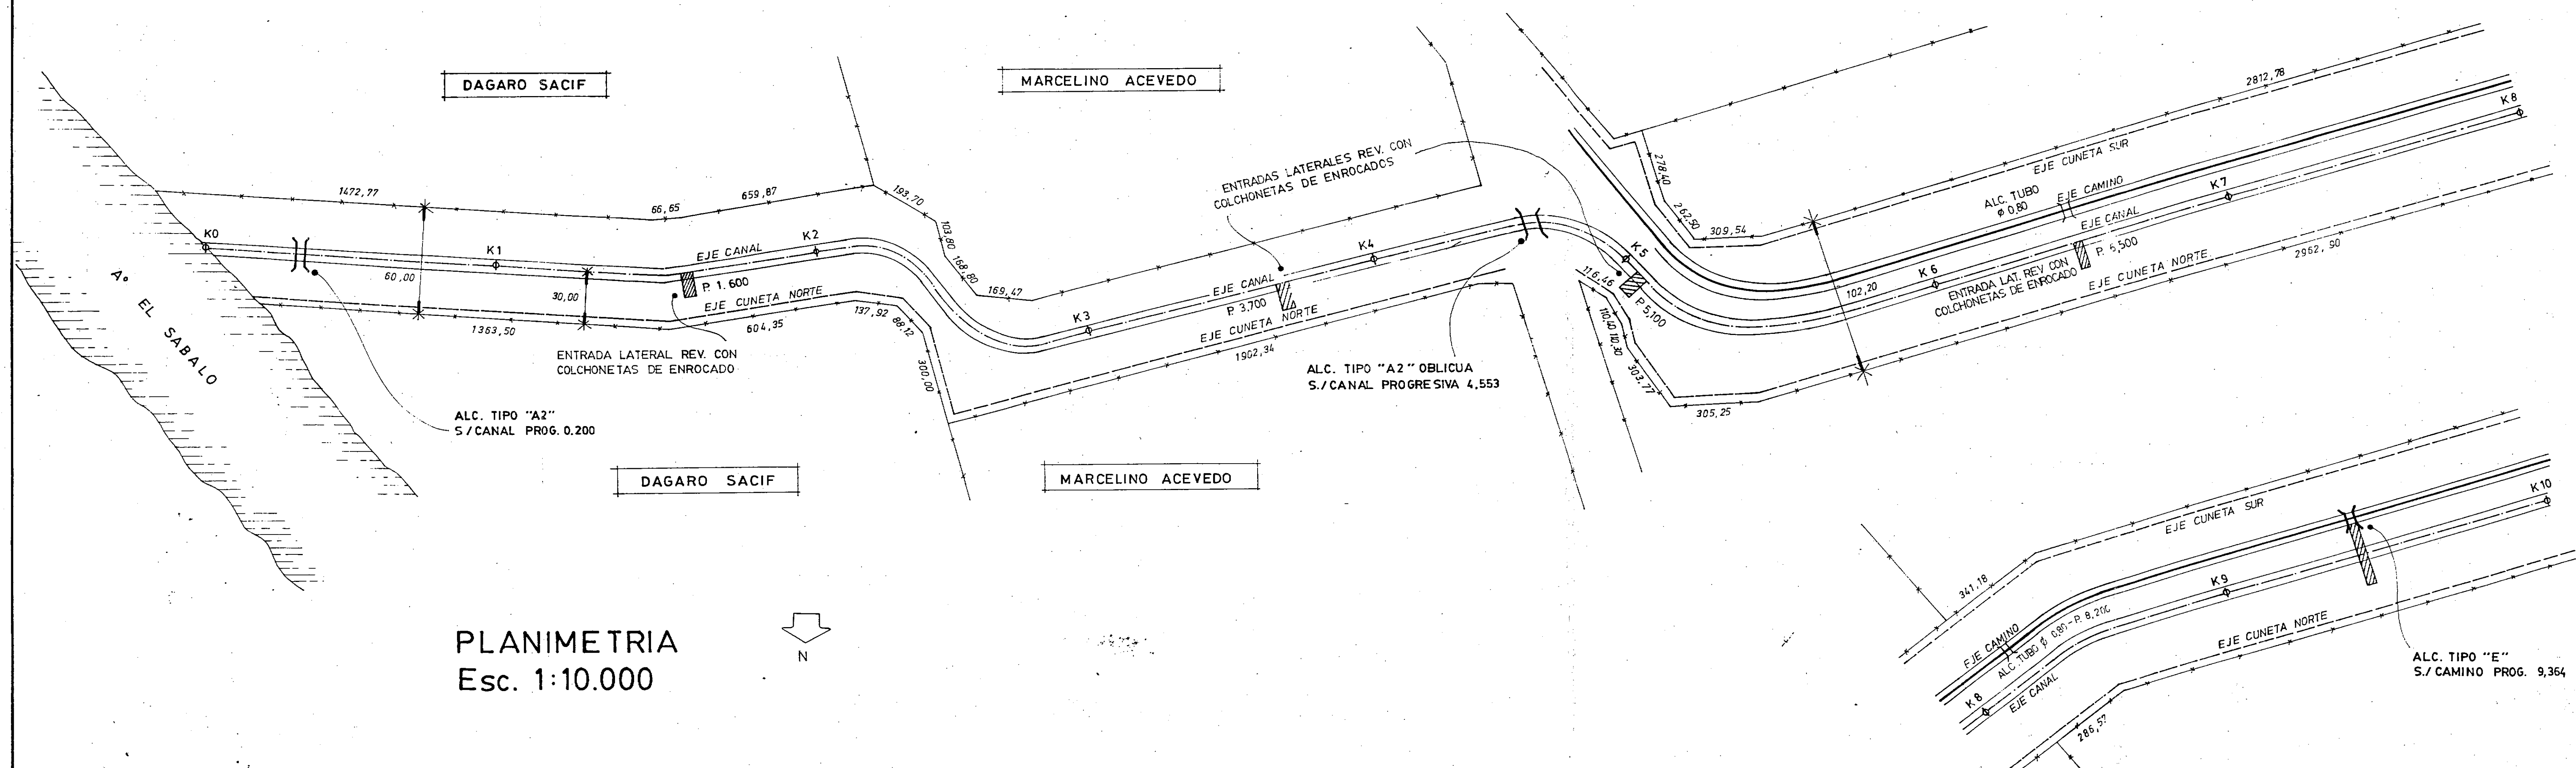 DAGARO SACIF
MARCELINO ACEVEDO
2812,78
K8
ENTRADAS LATERALES REV. CON
COLCHONETAS DE ENROCADOS
278,40
262,50
309,54
EJE CUNETA SUR
ALC. TUBO
ϕ 0,80
EJE CAMINO
K7
EJE CANAL
1472,77
66,65
659,87
193,70
103,80
168,80
169,47
K0
K1
EJE CANAL
K2
60,00
30,00
P. 1.600
EJE CUNETA NORTE
1363,50
604,35
137,92
88,12
300,00
K3
EJE CANAL
K4
P. 3,700
EJE CUNETA NORTE
1902,34
K5
116,46
P. 5,100
110,40
110,30
303,77
305,25
102,20
K6
ENTRADA LAT. REV CON
COLCHONETAS DE ENROCADO
EJE CUNETA NORTE
2962,90
Aº EL SABALO
ENTRADA LATERAL REV. CON
COLCHONETAS DE ENROCADO
ALC. TIPO "A2"
S/CANAL PROG. 0.200
ALC. TIPO "A2" OBLICUA
S./CANAL PROGRESIVA 4,553
DAGARO SACIF
MARCELINO ACEVEDO
K10
EJE CUNETA SUR
341,18
K9
EJE CAMINO
ALC. TUBO ϕ 0,80 - P. 8,200
EJE CUNETA NORTE
K8
EJE CANAL
286,57
ALC. TIPO "E"
S./ CAMINO PROG. 9,364
PLANIMETRIA
Esc. 1:10.000
N